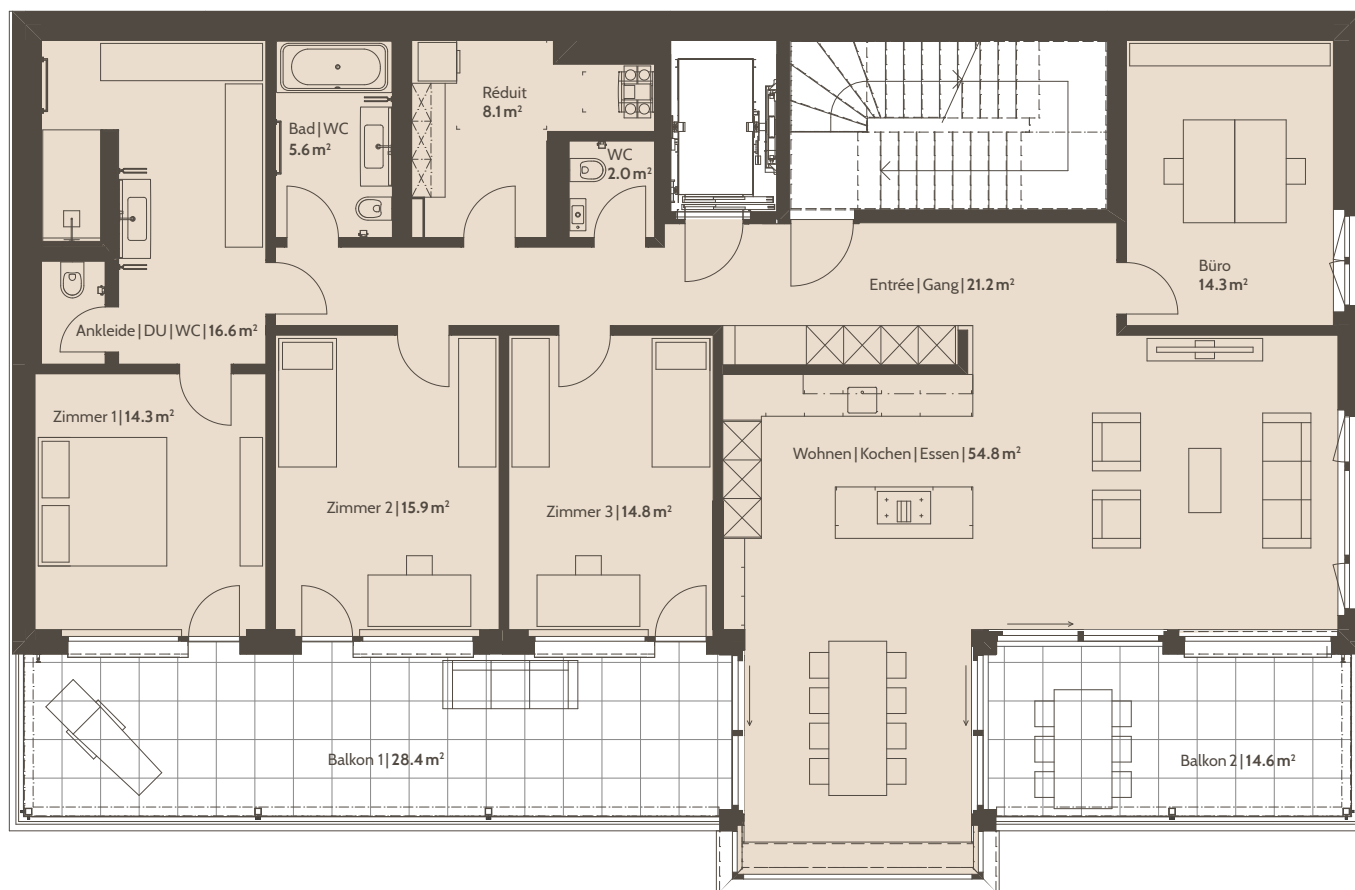 Réduit
8.1 m²
Bad|WC
5.6 m²
WC
2.0 m²
Büro
14.3 m²
Entrée|Gang|21.2 m²
Ankleide|DU|WC|16.6 m²
Zimmer 1|14.3 m²
Wohnen|Kochen|Essen|54.8 m²
Zimmer 2|15.9 m²
Zimmer 3|14.8 m²
Balkon 1|28.4 m²
Balkon 2|14.6 m²